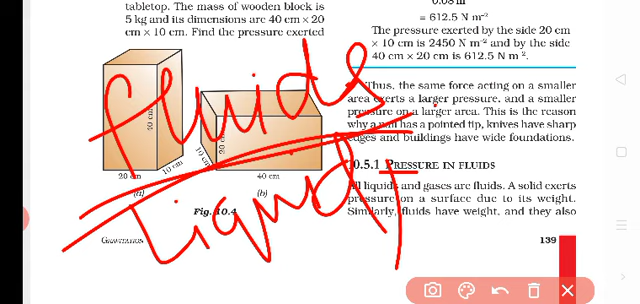 tabletop. The mass of wooden block is
5 kg and its dimensions are 40 cm × 20
cm × 10 cm. Find the pressure exerted
= 612.5 N m⁻²
The pressure exerted by the side 20 cm
× 10 cm is 2450 N m⁻² and by the side
40 cm × 20 cm is 612.5 N m⁻².
Thus, the same force acting on a smaller
area exerts a larger pressure, and a smaller
pressure on a larger area. This is the reason
why a nail has a pointed tip, knives have sharp
edges and buildings have wide foundations.
10.5.1 PRESSURE IN FLUIDS
All liquids and gases are fluids. A solid exerts
pressure on a surface due to its weight.
Similarly, fluids have weight, and they also
40 cm
20 cm
10 cm
(a)
10 cm
20 cm
40 cm
(b)
Fig. 10.4
GRAVITATION
139
fluids
Liquid